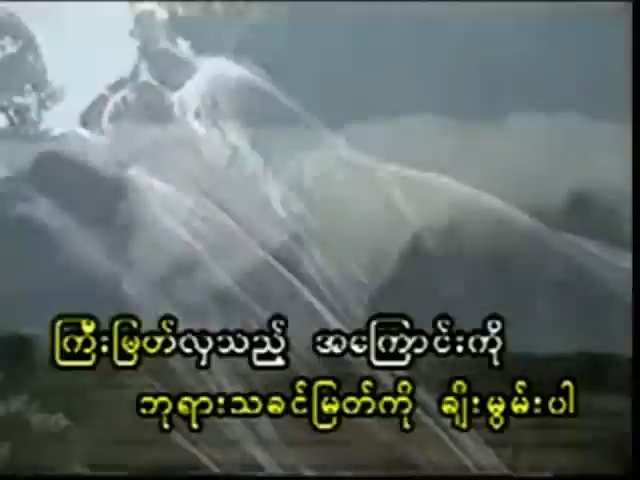 ကြီးမြတ်လှသည့် အကြောင်းကို
ဘုရားသခင်မြတ်ကို ချီးမွမ်းပါ